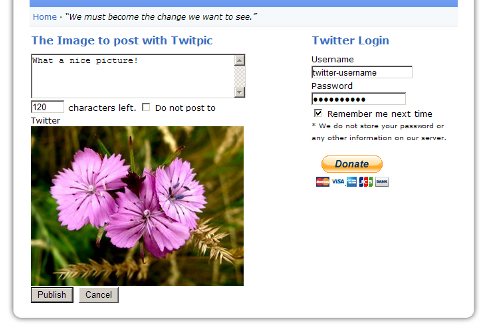 Home • "We must become the change we want to see."
The Image to post with Twitpic
What a nice picture!
120 characters left. Do not post to
Twitter
Publish Cancel
Twitter Login
Username
twitter-username
Password
●●●●●●●●●●
Remember me next time
* We do not store your password or
any other information on our server.
Donate
VISA